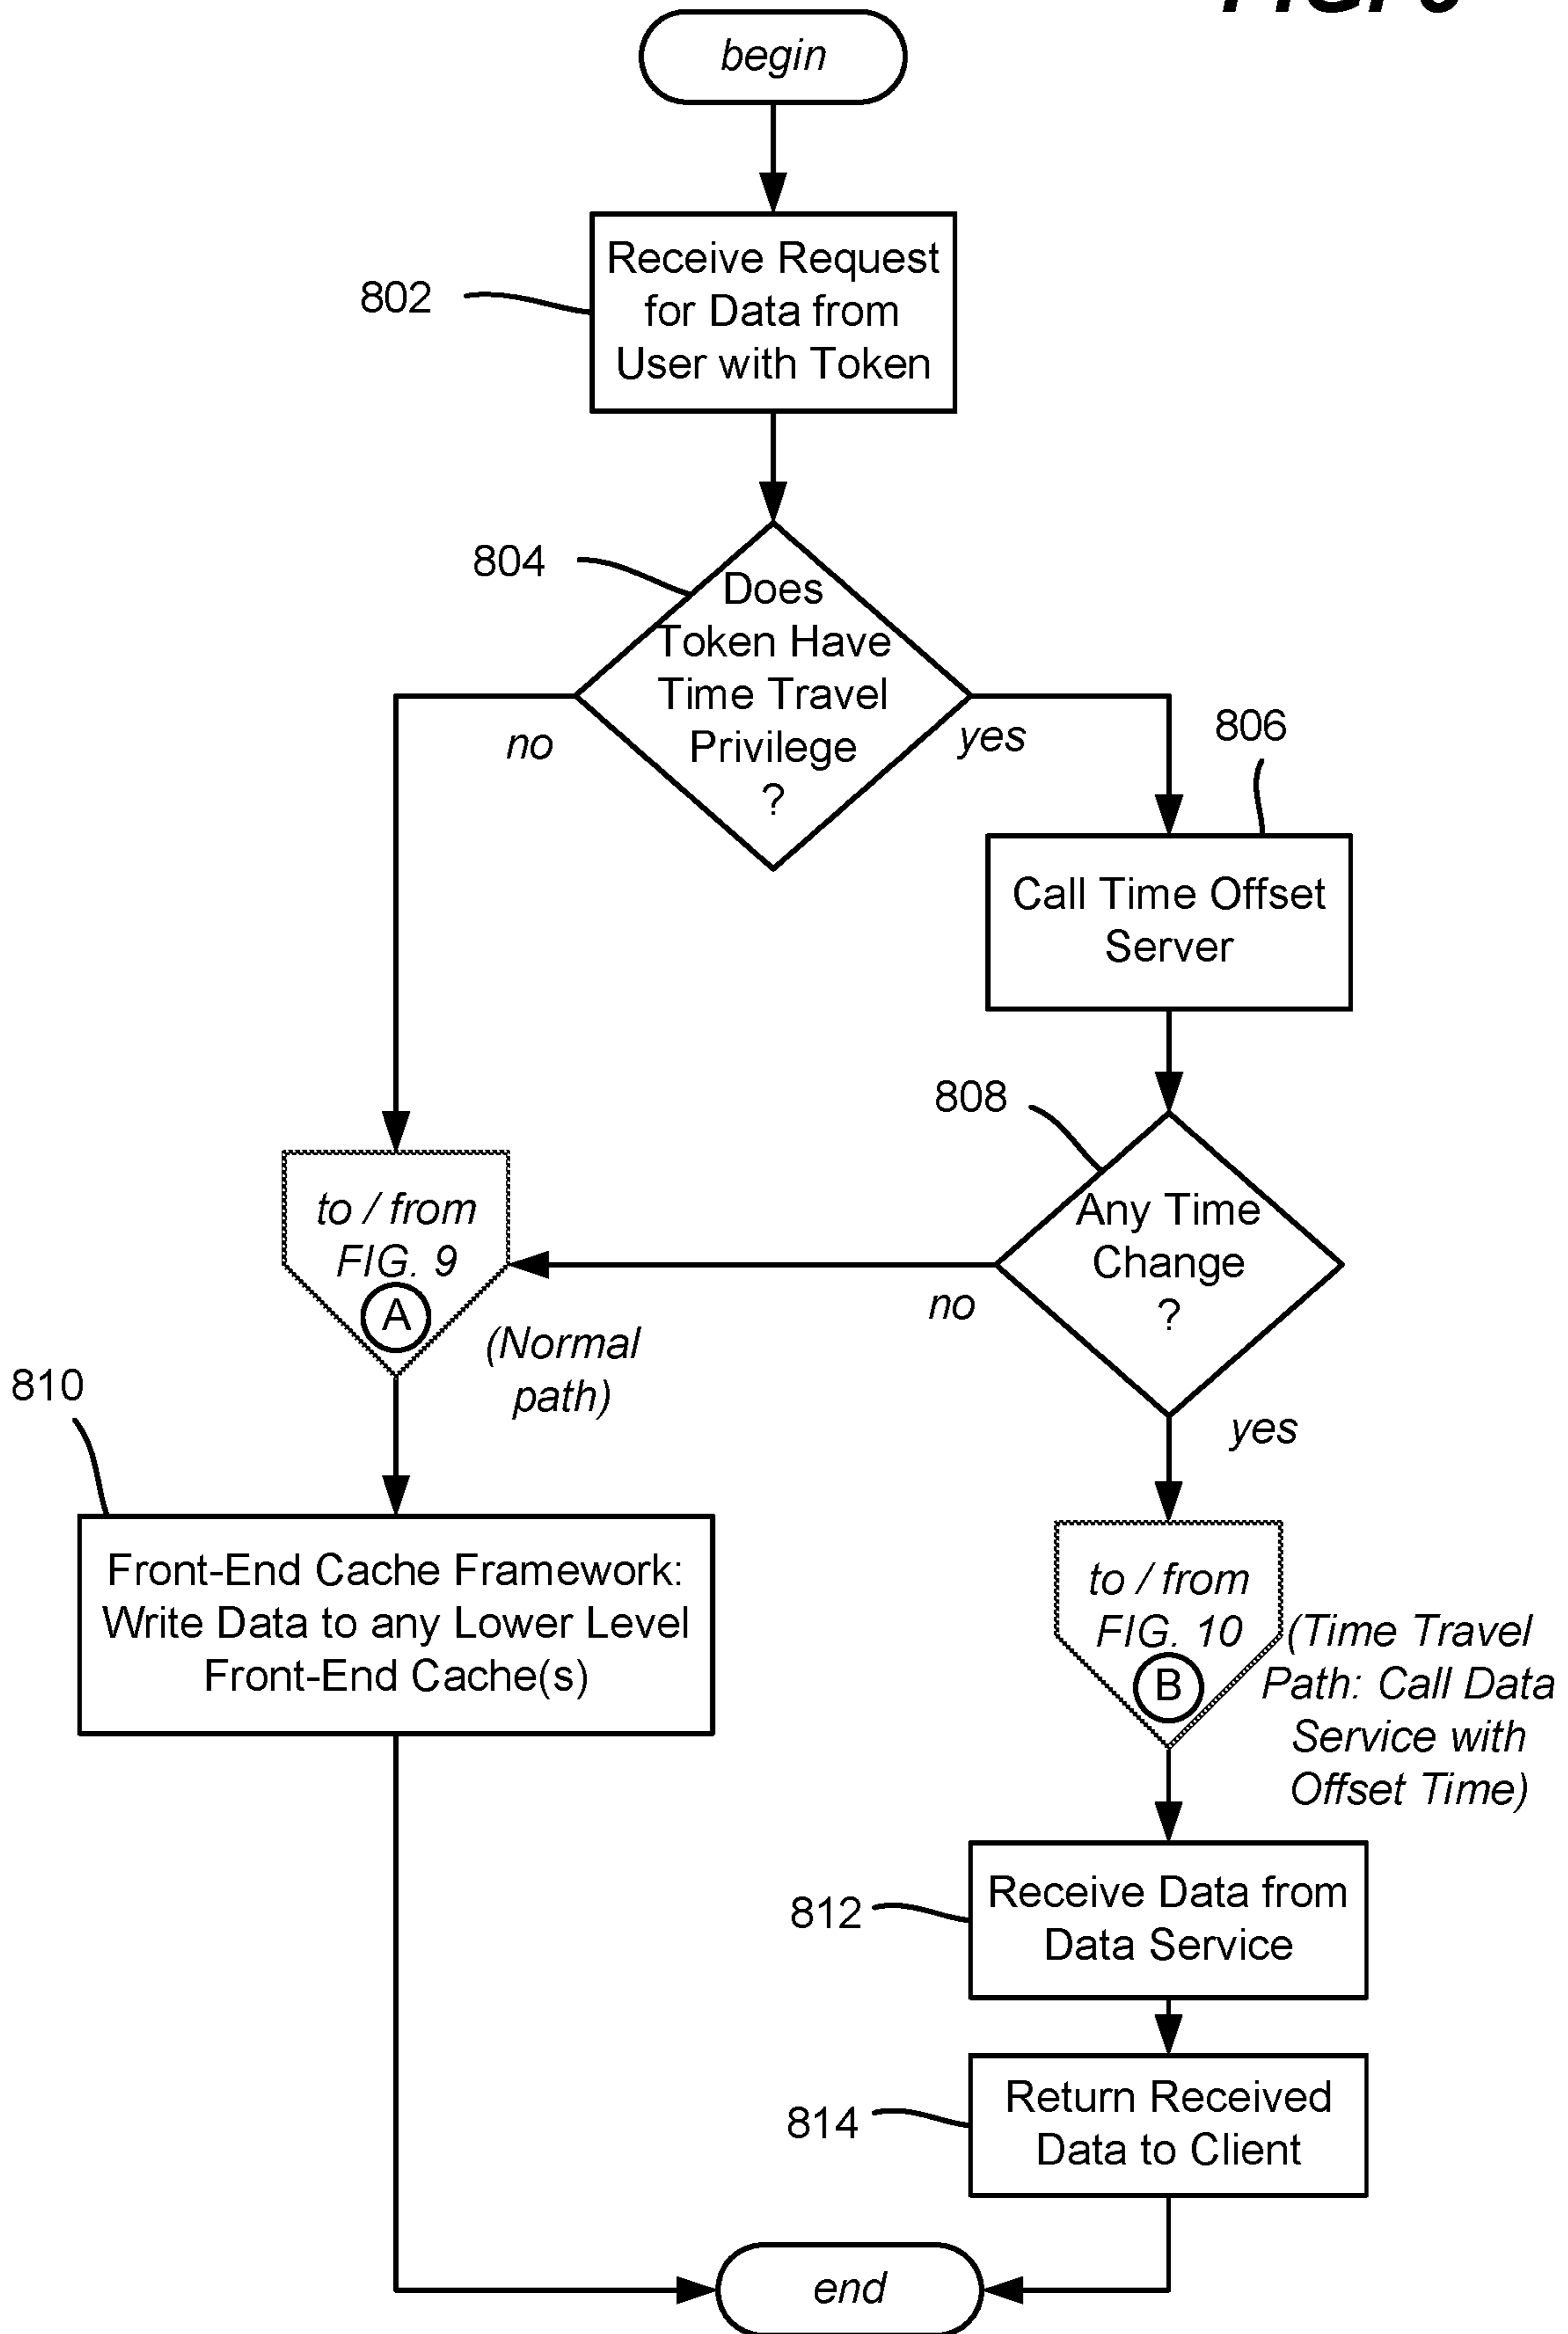 begin
802
Receive Request
for Data from
User with Token
804
Does
Token Have
Time Travel
Privilege
?
no
yes
806
Call Time Offset
Server
808
Any Time
Change
?
no
yes
to / from
FIG. 9
A
(Normal
path)
810
Front-End Cache Framework:
Write Data to any Lower Level
Front-End Cache(s)
to / from
FIG. 10
B
(Time Travel
Path: Call Data
Service with
Offset Time)
812
Receive Data from
Data Service
814
Return Received
Data to Client
end